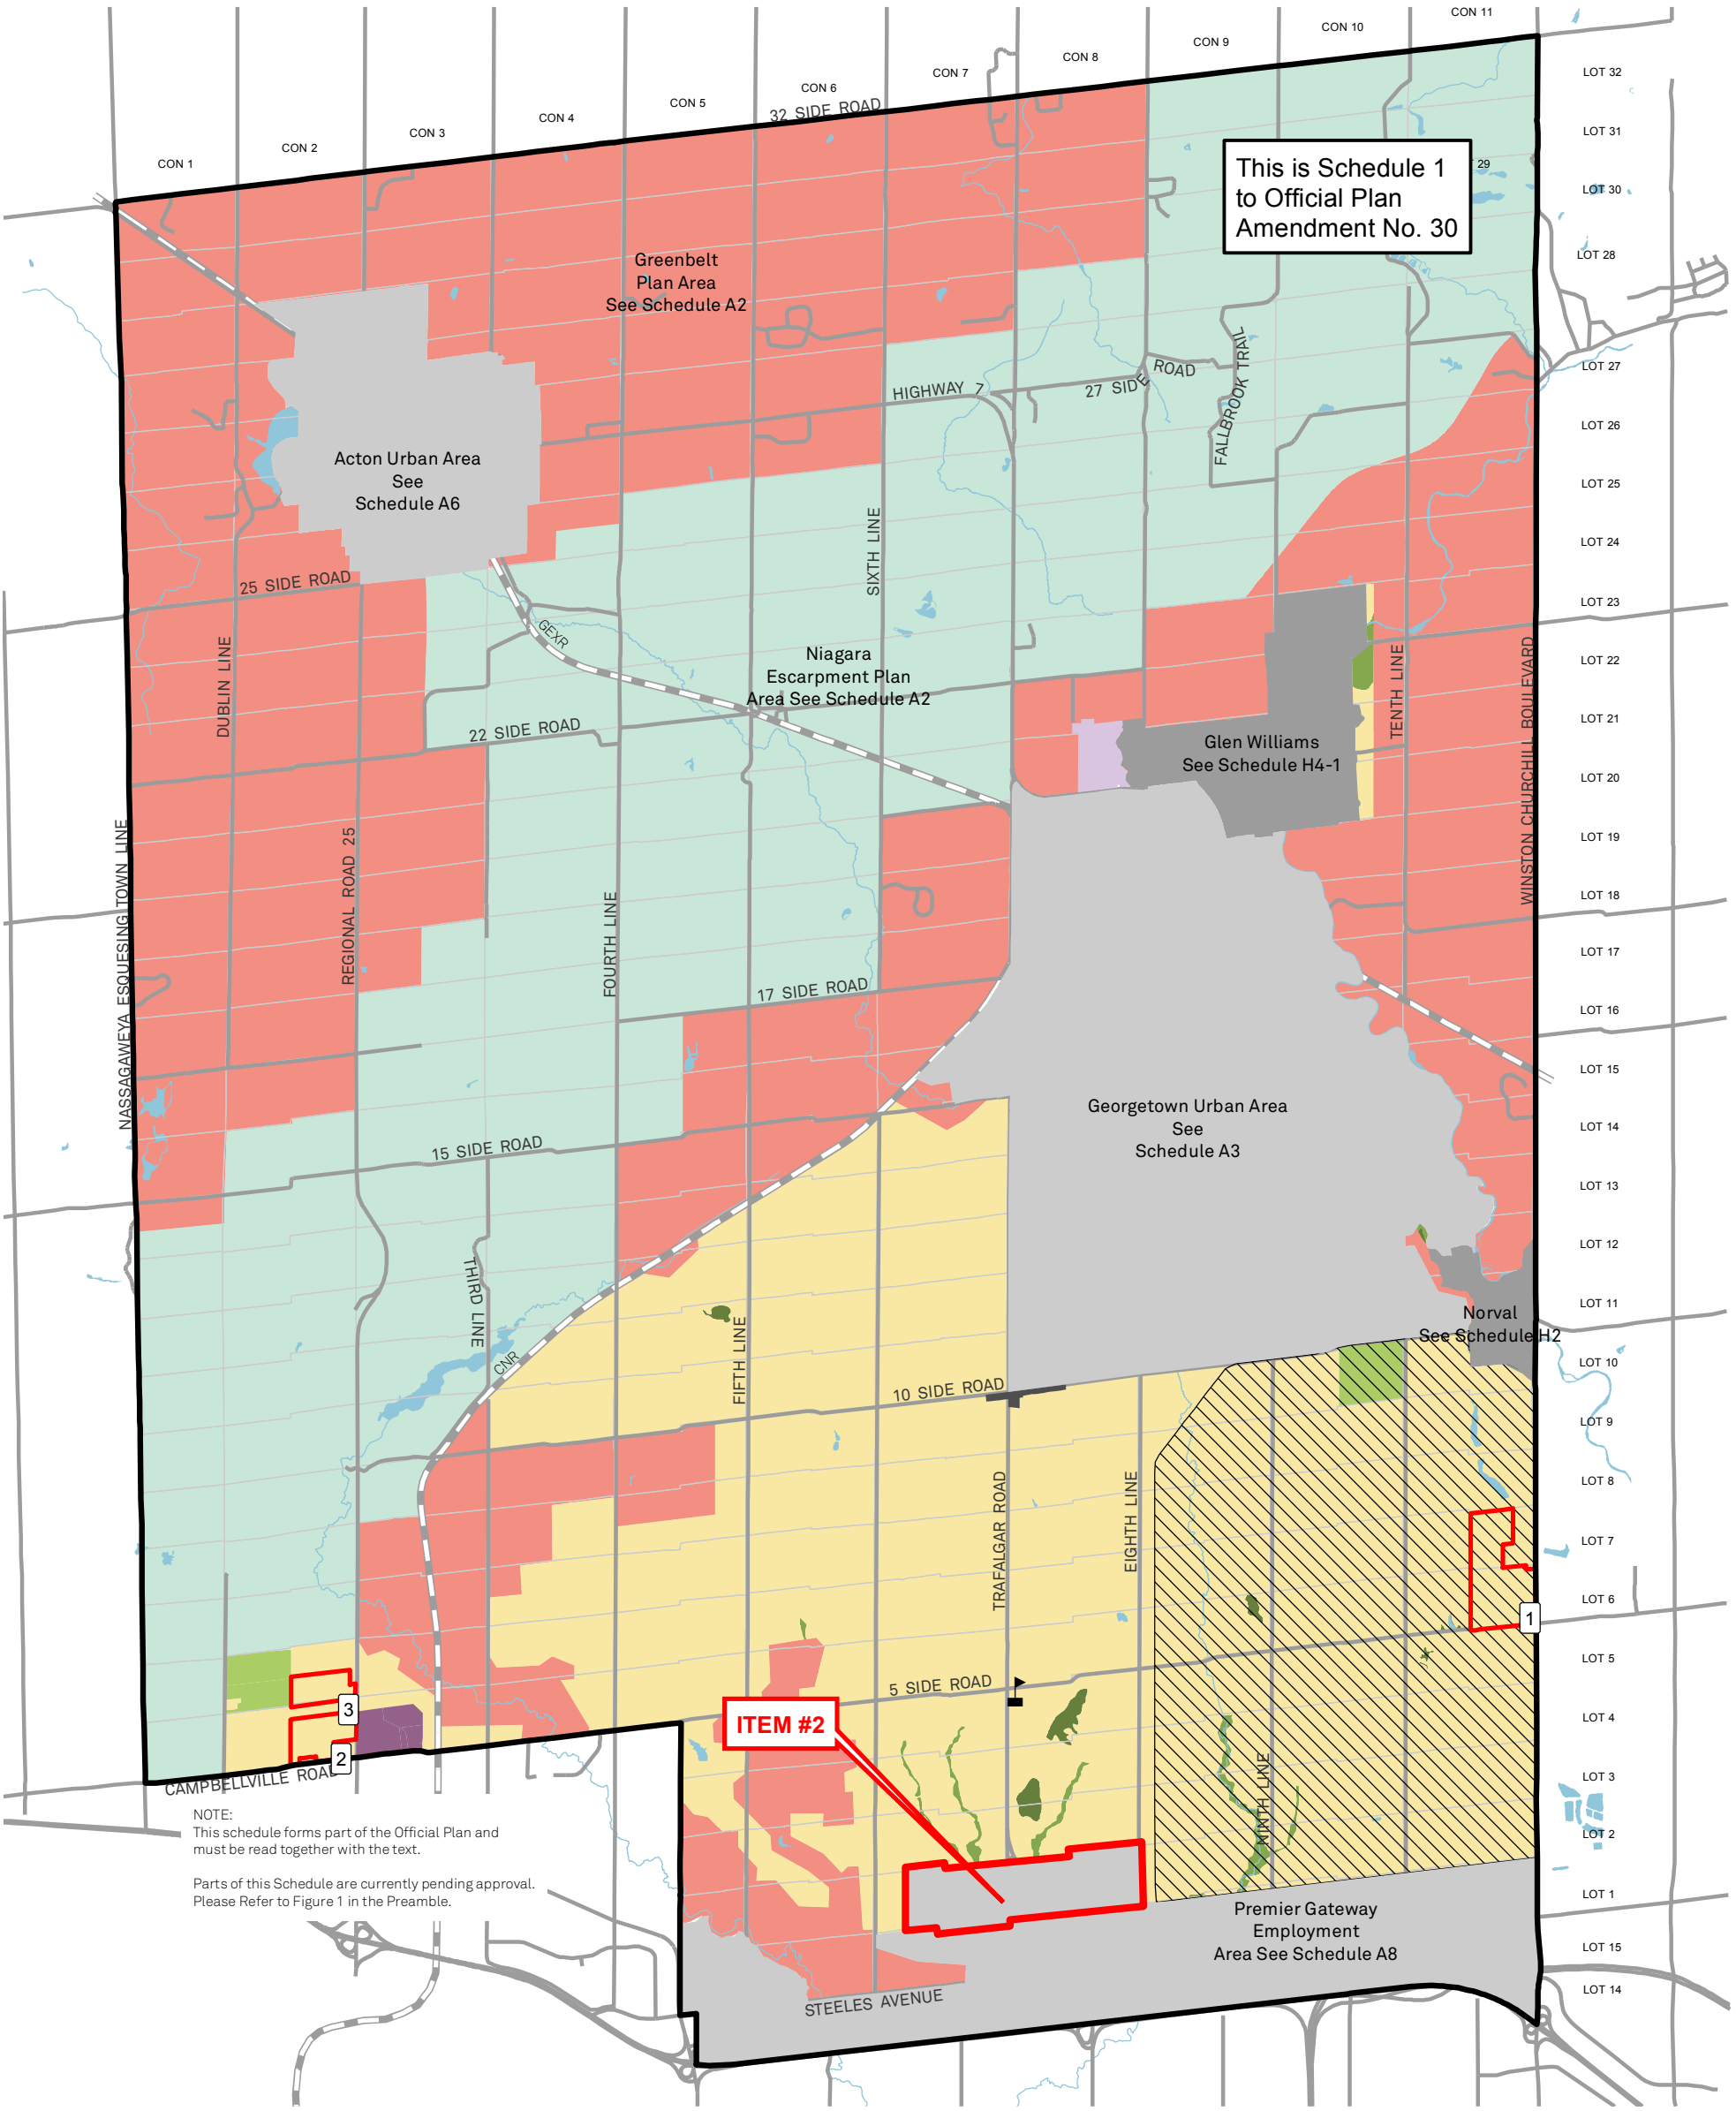 CON 1
CON 2
CON 3
CON 4
CON 5
CON 6
CON 7
CON 8
CON 9
CON 10
CON 11
32 SIDE ROAD
This is Schedule 1
to Official Plan
Amendment No. 30
29
LOT 32
LOT 31
LOT 30
LOT 28
LOT 27
LOT 26
LOT 25
LOT 24
LOT 23
LOT 22
LOT 21
LOT 20
LOT 19
LOT 18
LOT 17
LOT 16
LOT 15
LOT 14
LOT 13
LOT 12
LOT 11
LOT 10
LOT 9
LOT 8
LOT 7
LOT 6
LOT 5
LOT 4
LOT 3
LOT 2
LOT 1
LOT 15
LOT 14
Greenbelt
Plan Area
See Schedule A2
HIGHWAY 7
27 SIDE ROAD
FALLBROOK TRAIL
Acton Urban Area
See
Schedule A6
25 SIDE ROAD
GEXR
SIXTH LINE
DUBLIN LINE
Niagara
Escarpment Plan
Area See Schedule A2
22 SIDE ROAD
TENTH LINE
WINSTON CHURCHILL BOULEVARD
Glen Williams
See Schedule H4-1
NASSAGAWEYA ESQUESING TOWN LINE
REGIONAL ROAD 25
FOURTH LINE
17 SIDE ROAD
Georgetown Urban Area
See
Schedule A3
15 SIDE ROAD
THIRD LINE
CNR
FIFTH LINE
Norval
See Schedule H2
10 SIDE ROAD
TRAFALGAR ROAD
EIGHTH LINE
1
5 SIDE ROAD
3
2
ITEM #2
CAMPBELLVILLE ROAD
NINTH LINE
NOTE:
This schedule forms part of the Official Plan and
must be read together with the text.
Parts of this Schedule are currently pending approval.
Please Refer to Figure 1 in the Preamble.
Premier Gateway
Employment
Area See Schedule A8
STEELES AVENUE